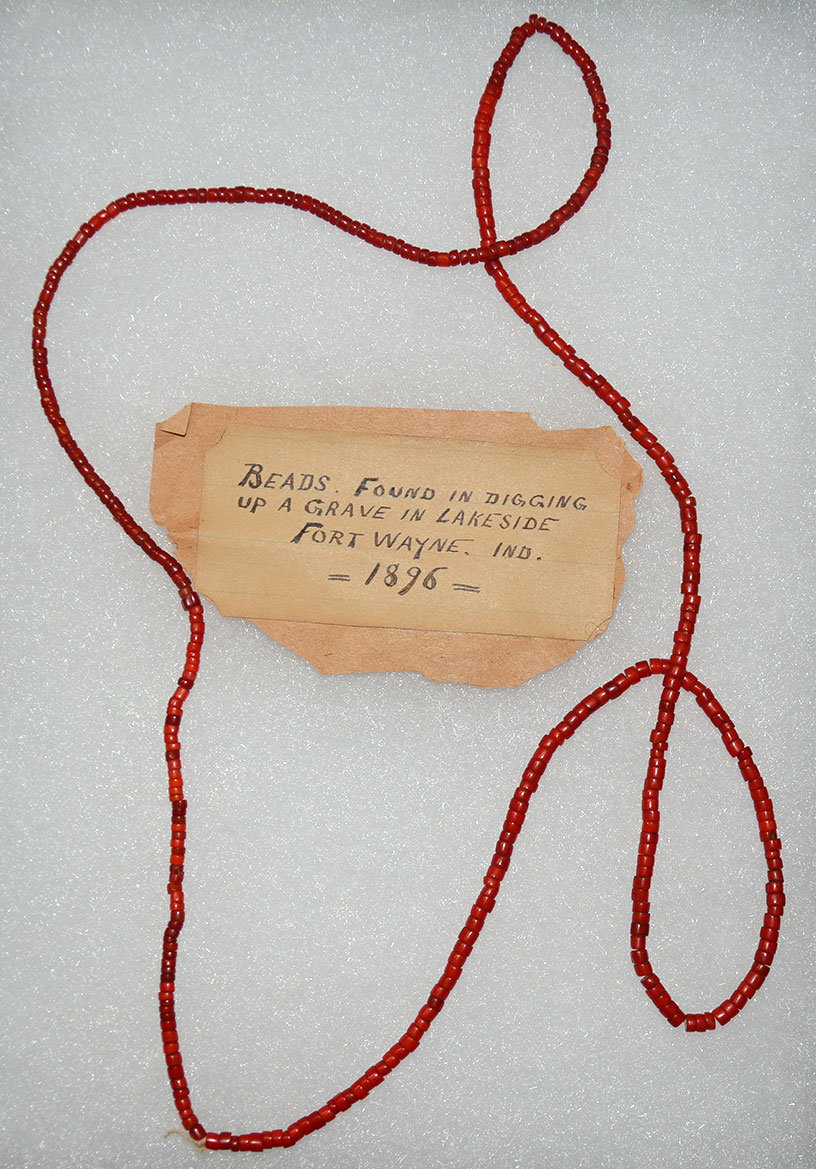 BEADS. FOUND IN DIGGING
UP A GRAVE IN LAKESIDE
FORT WAYNE. IND.
= 1896 =